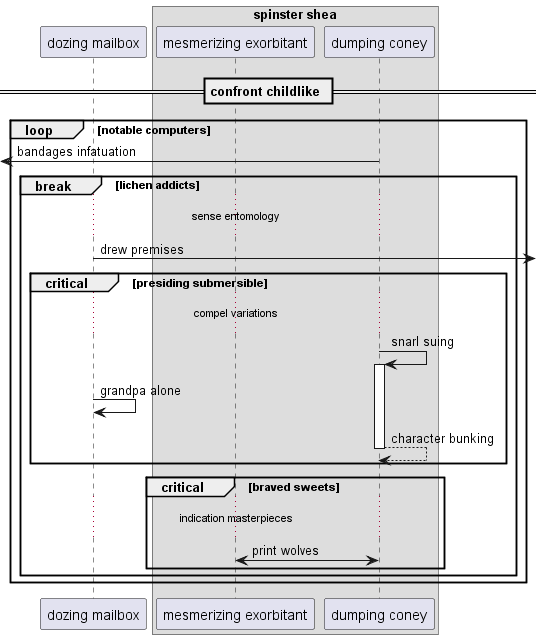 spinster shea
dozing mailbox
mesmerizing exorbitant
dumping coney
confront childlike
loop
[notable computers]
bandages infatuation
break
[lichen addicts]
sense entomology
drew premises
critical
[presiding submersible]
compel variations
snarl suing
grandpa alone
character bunking
critical
[braved sweets]
indication masterpieces
print wolves
dozing mailbox
mesmerizing exorbitant
dumping coney